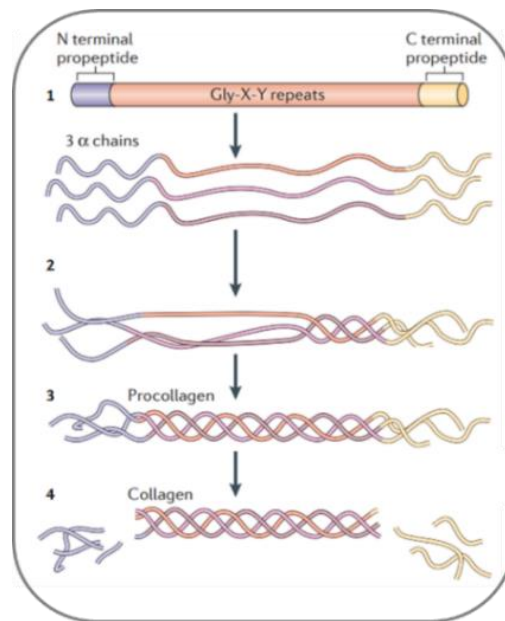 N terminal
propeptide
C terminal
propeptide
1
Gly-X-Y repeats
3 α chains
2
3
Procollagen
4
Collagen